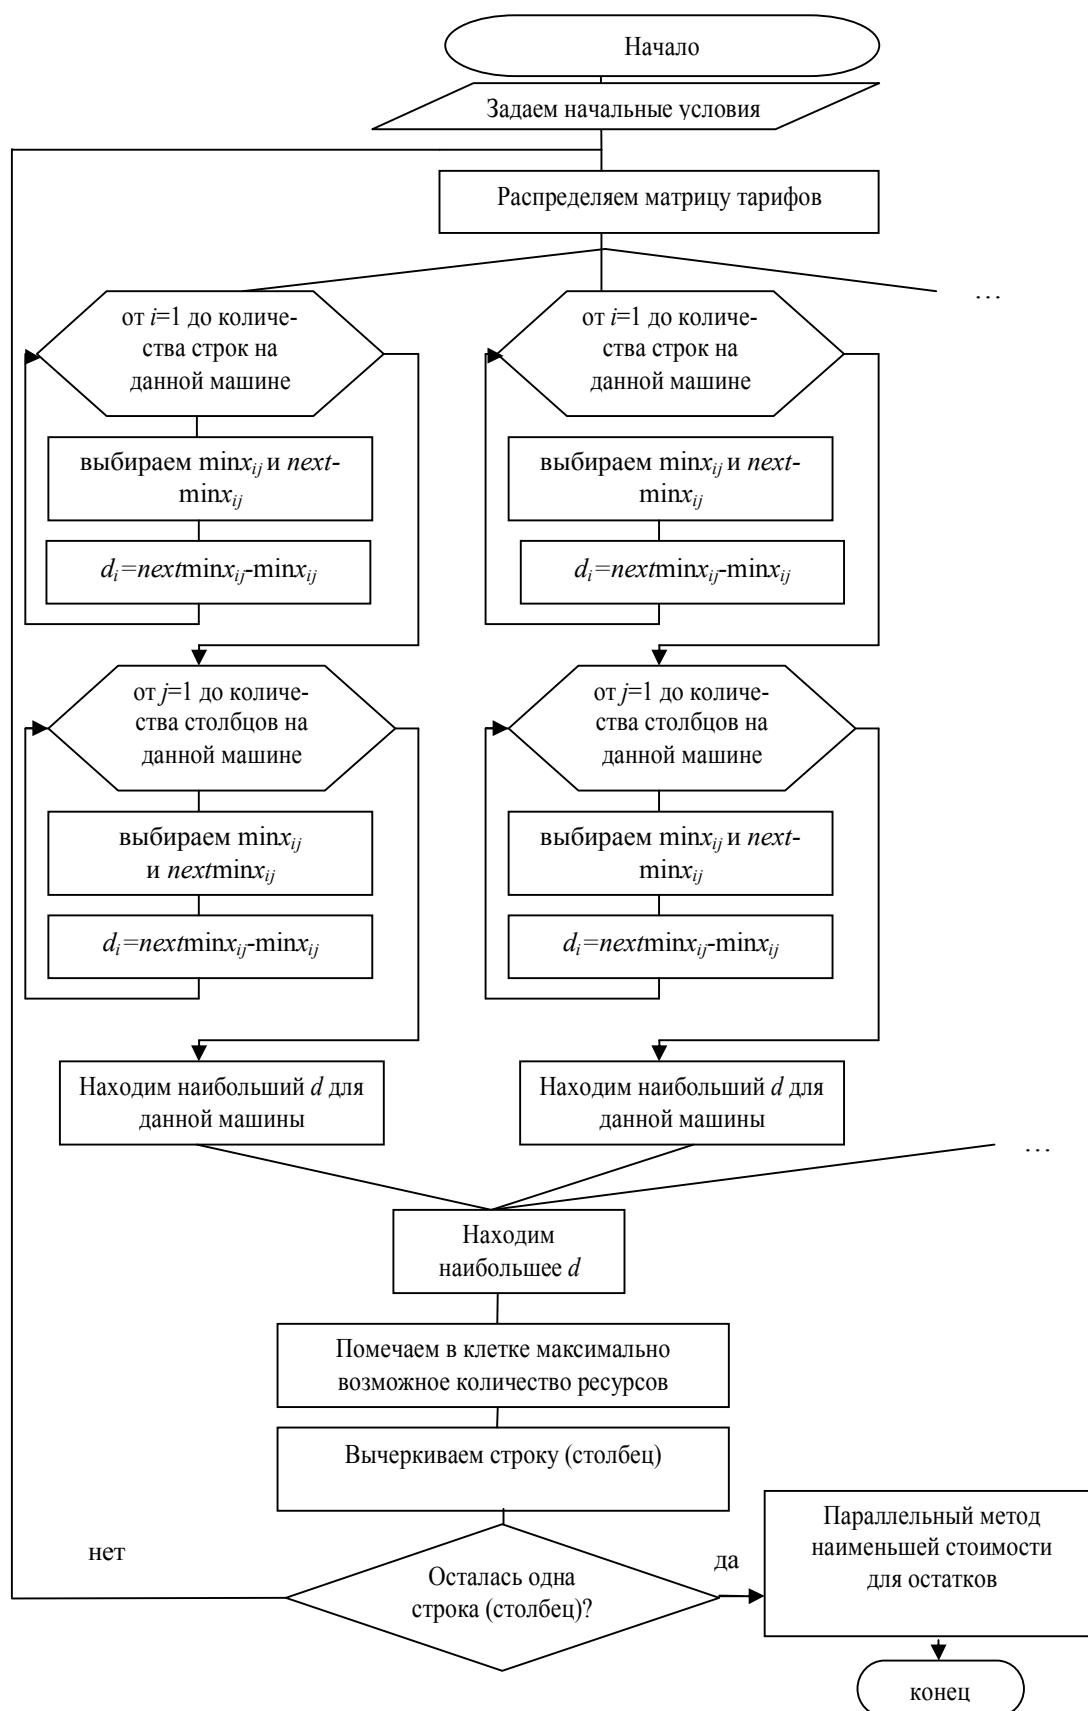 Начало
Задаем начальные условия
Распределяем матрицу тарифов
…
от i=1 до количе-
ства строк на
данной машине
выбираем minxij и next-
minxij
di=nextminxij-minxij
от i=1 до количе-
ства строк на
данной машине
выбираем minxij и next-
minxij
di=nextminxij-minxij
от j=1 до количе-
ства столбцов на
данной машине
выбираем minxij
и nextminxij
di=nextminxij-minxij
от j=1 до количе-
ства столбцов на
данной машине
выбираем minxij и next-
minxij
di=nextminxij-minxij
Находим наибольший d для
данной машины
Находим наибольший d для
данной машины
…
Находим
наибольшее d
Помечаем в клетке максимально
возможное количество ресурсов
Вычеркиваем строку (столбец)
Осталась одна
строка (столбец)?
нет
да
Параллельный метод
наименьшей стоимости
для остатков
конец